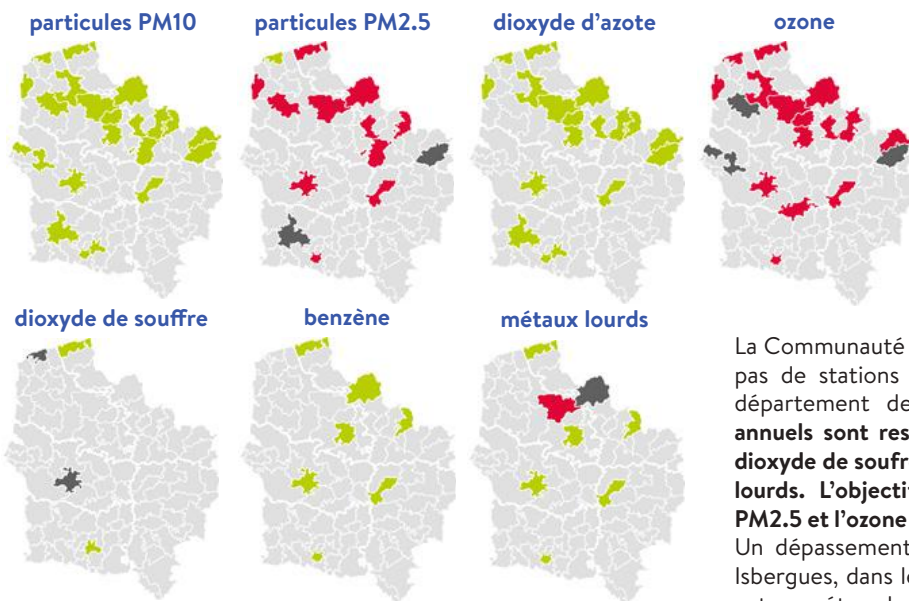 particules PM10
particules PM2.5
dioxyde d'azote
ozone
dioxyde de souffre
benzène
métaux lourds
La Communauté
pas de stations
département de
annuels sont res
dioxyde de soufr
lourds. L'objecti
PM2.5 et l'ozone
Un dépassement
Isbergues, dans l